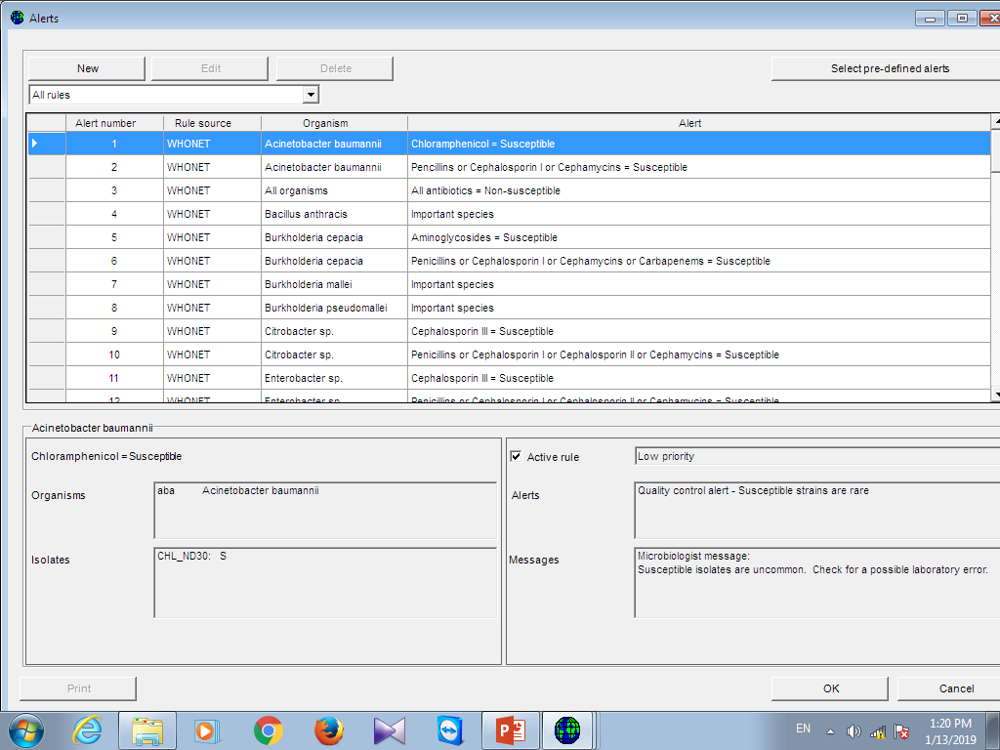 Alerts
New Edit Delete Select pre-defined alerts
All rules
Alert number Rule source Organism Alert
1 WHONET Acinetobacter baumannii Chloramphenicol = Susceptible
2 WHONET Acinetobacter baumannii Pencillins or Cephalosporin I or Cephamycins = Susceptible
3 WHONET All organisms All antibiotics = Non-susceptible
4 WHONET Bacillus anthracis Important species
5 WHONET Burkholderia cepacia Aminoglycosides = Susceptible
6 WHONET Burkholderia cepacia Penicillins or Cephalosporin I or Cephamycins or Carbapenems = Susceptible
7 WHONET Burkholderia mallei Important species
8 WHONET Burkholderia pseudomallei Important species
9 WHONET Citrobacter sp. Cephalosporin III = Susceptible
10 WHONET Citrobacter sp. Penicillins or Cephalosporin I or Cephalosporin II or Cephamycins = Susceptible
11 WHONET Enterobacter sp. Cephalosporin III = Susceptible
12 WHONET Enterobacter sp. Penicillins or Cephalosporin I or Cephalosporin II or Cephamycins = Susceptible
Acinetobacter baumannii
Chloramphenicol = Susceptible
Active rule Low priority
Organisms aba Acinetobacter baumannii
Alerts Quality control alert - Susceptible strains are rare
Isolates CHL_ND30: S
Messages Microbiologist message:
Susceptible isolates are uncommon. Check for a possible laboratory error.
Print OK Cancel
EN 1:20 PM
1/13/2019